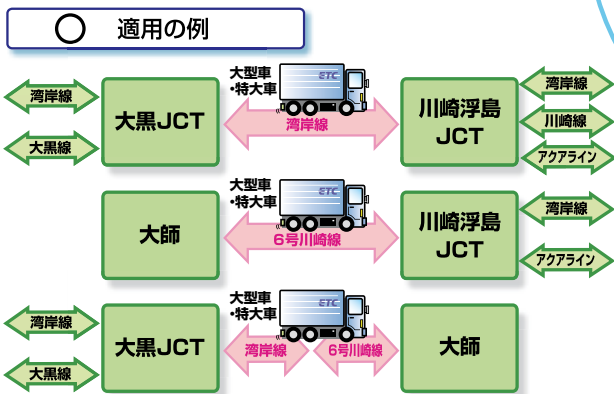 ○ 適用の例
大型車
・特大車
ETC
湾岸線
大黒線
大黒JCT
湾岸線
川崎浮島
JCT
湾岸線
川崎線
アクアライン
大型車
・特大車
ETC
大師
6号川崎線
川崎浮島
JCT
湾岸線
アクアライン
大型車
・特大車
ETC
湾岸線
大黒線
大黒JCT
湾岸線
6号川崎線
大師